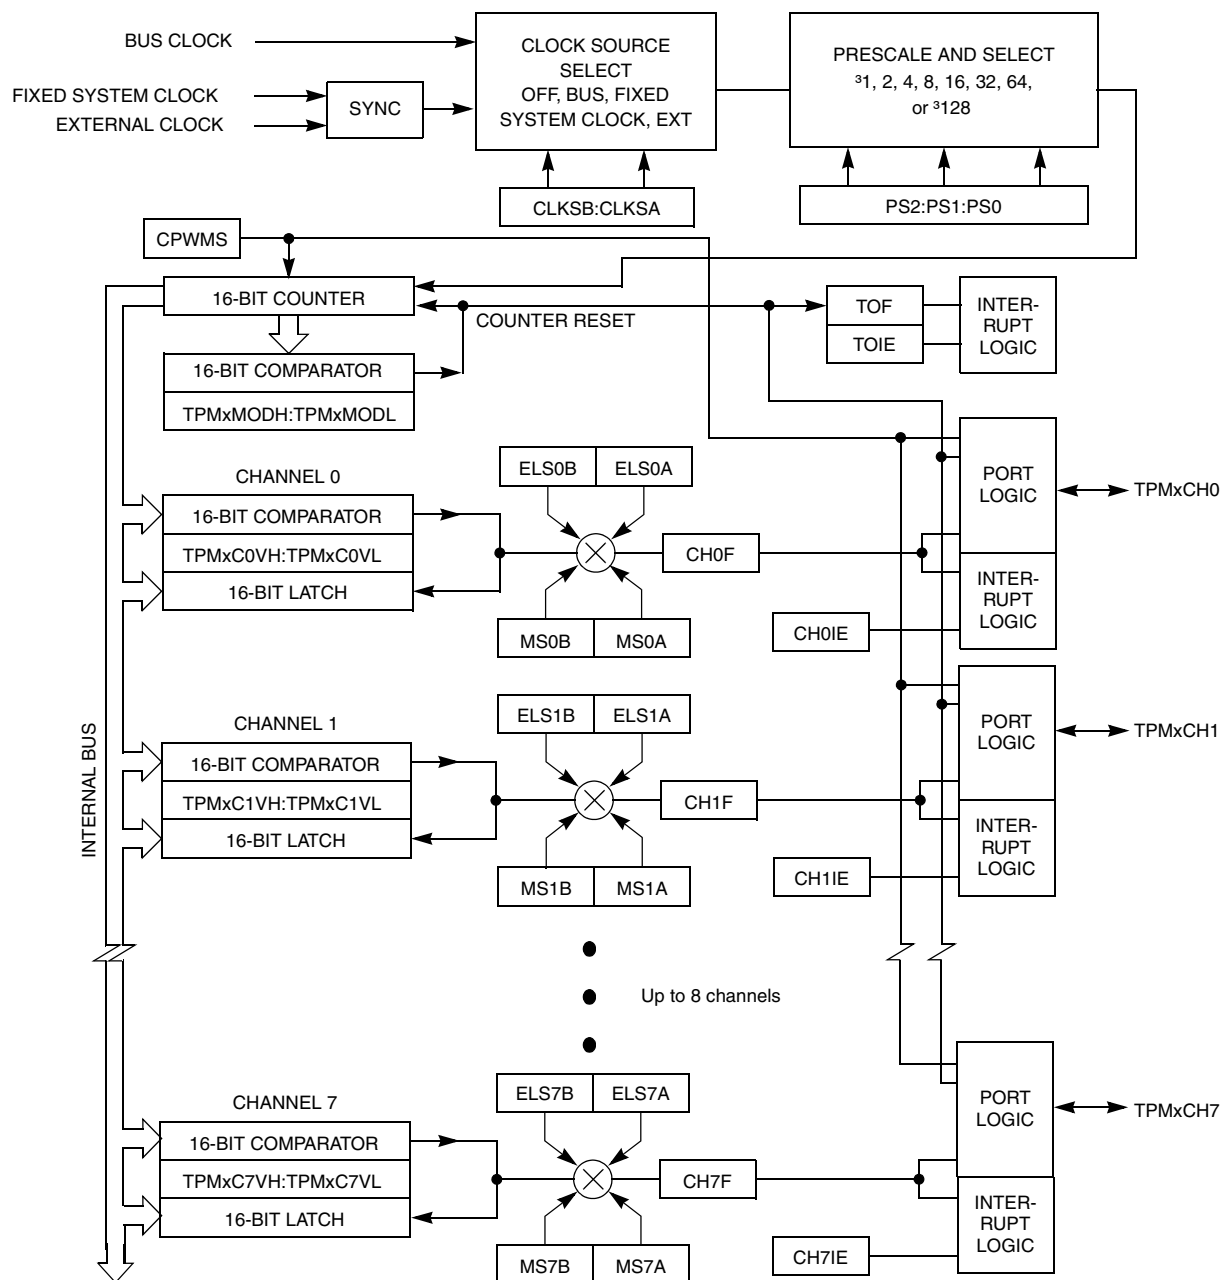 BUS CLOCK
FIXED SYSTEM CLOCK
EXTERNAL CLOCK
SYNC
CLOCK SOURCE
SELECT
OFF, BUS, FIXED
SYSTEM CLOCK, EXT
PRESCALE AND SELECT
³1, 2, 4, 8, 16, 32, 64,
or ³128
CLKSB:CLKSA
PS2:PS1:PS0
CPWMS
16-BIT COUNTER
COUNTER RESET
TOF
TOIE
INTER-
RUPT
LOGIC
16-BIT COMPARATOR
TPMxMODH:TPMxMODL
CHANNEL 0
ELS0B
ELS0A
PORT
LOGIC
TPMxCH0
16-BIT COMPARATOR
TPMxC0VH:TPMxC0VL
16-BIT LATCH
CH0F
INTER-
RUPT
LOGIC
MS0B
MS0A
CH0IE
INTERNAL BUS
CHANNEL 1
ELS1B
ELS1A
PORT
LOGIC
TPMxCH1
16-BIT COMPARATOR
TPMxC1VH:TPMxC1VL
16-BIT LATCH
CH1F
INTER-
RUPT
LOGIC
MS1B
MS1A
CH1IE
Up to 8 channels
CHANNEL 7
ELS7B
ELS7A
PORT
LOGIC
TPMxCH7
16-BIT COMPARATOR
TPMxC7VH:TPMxC7VL
16-BIT LATCH
CH7F
INTER-
RUPT
LOGIC
MS7B
MS7A
CH7IE